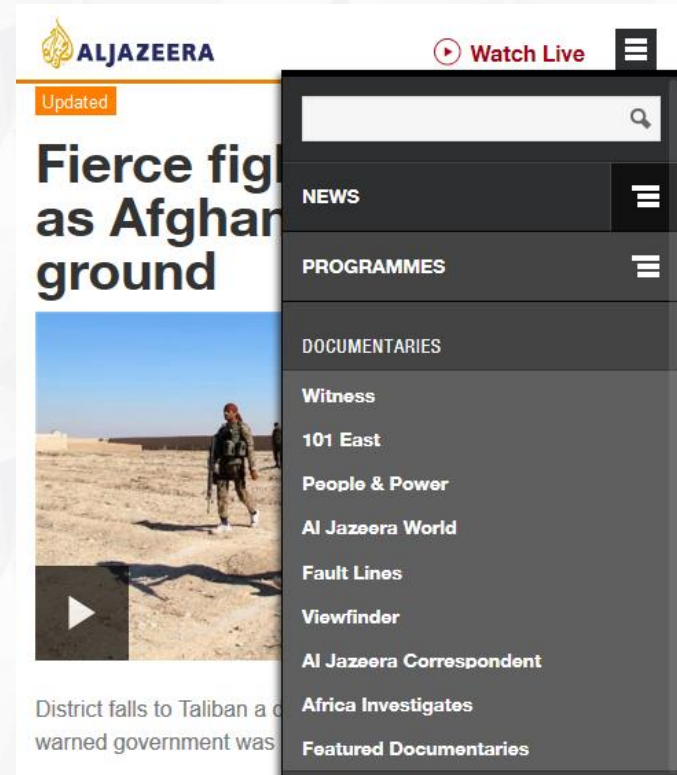 ALJAZEERA
Watch Live
Updated
Fierce fig
as Afghan
ground
NEWS
PROGRAMMES
DOCUMENTARIES
Witness
101 East
People & Power
Al Jazeera World
Fault Lines
Viewfinder
Al Jazeera Correspondent
Africa Investigates
Featured Documentaries
District falls to Taliban a
warned government was